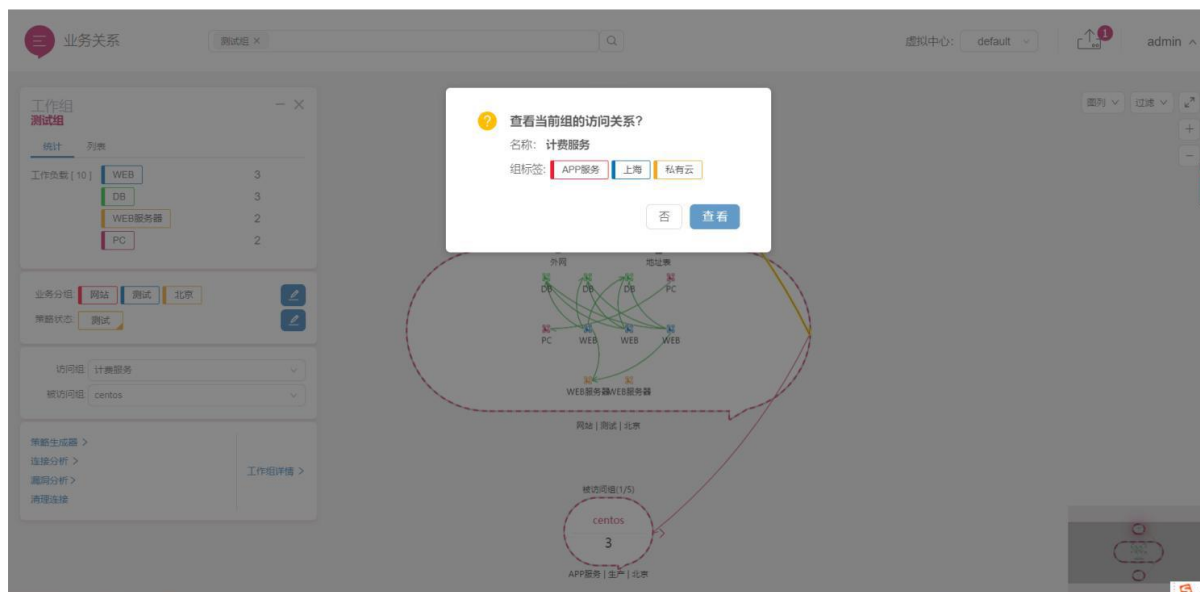 业务关系
测试组 ×
虚拟中心: default
1
admin
工作组
测试组
统计 列表
工作负载 [ 10 ] WEB 3
DB 3
WEB服务器 2
PC 2
业务分组: 网站 测试 北京
策略状态: 测试
访问组: 计费服务
被访问组: centos
策略生成器 >
连接分析 >
漏洞分析 >
清理连接
工作组详情 >
查看当前组的访问关系?
名称: 计费服务
组标签: APP服务 上海 私有云
否 查看
图列 过滤
外网 地址表
DB DB DB PC
PC WEB WEB WEB
WEB服务器 WEB服务器
网站 | 测试 | 北京
被访问组(1/5)
centos
3
APP服务 | 生产 | 北京